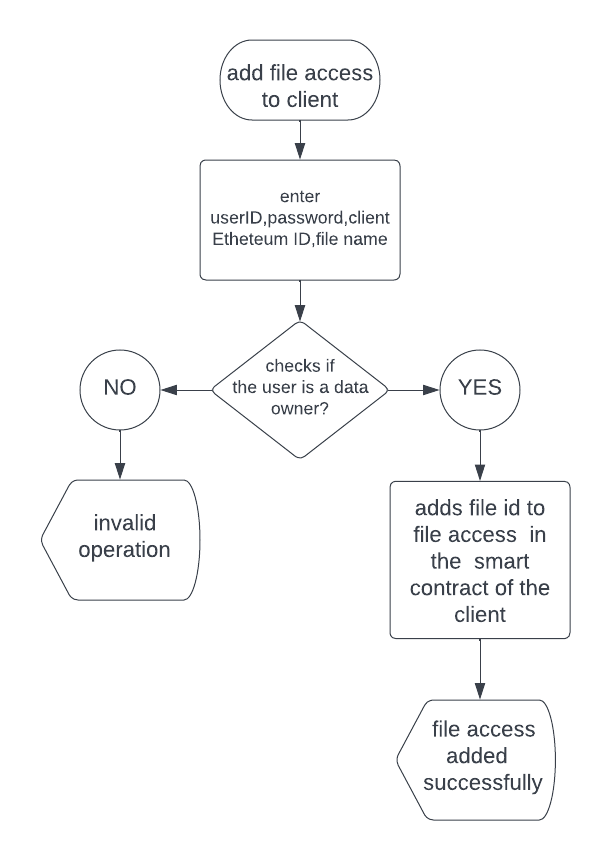 add file access
to client
enter
userID,password,client
Etheteum ID,file name
checks if
the user is a data
owner?
NO
YES
invalid
operation
adds file id to
file access in
the smart
contract of the
client
file access
added
successfully